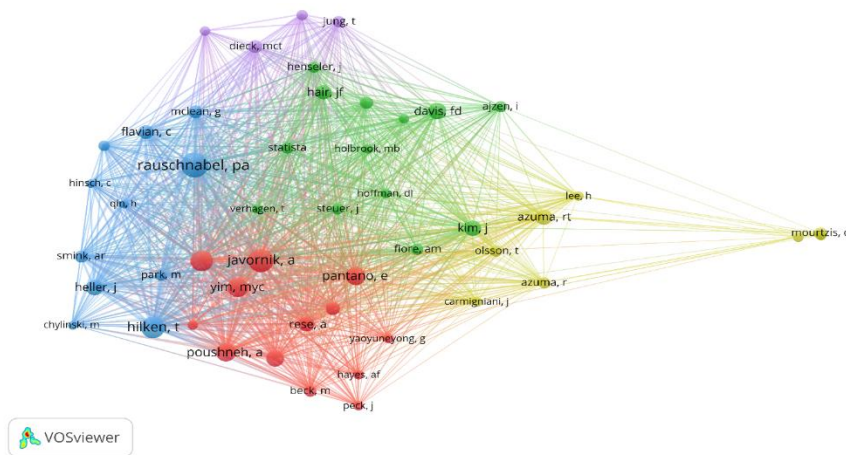 jung, t
dieck, mct
henseler, j
hair, jf
mclean, g
davis, fd
ajzen, i
flavian, c
statista
holbrook, mb
rauschnabel, pa
hinsch, c
qin, h
hoffman, dl
lee, h
verhagen, t
steuer, j
azuma, rt
kim, j
mourtzis, d
smink, ar
fiore, am
olsson, t
javornik, a
park, m
pantano, e
heller, j
yim, myc
azuma, r
carmigniani, j
chylinski, m
hilken, t
rese, a
yaoyuneyong, g
poushneh, a
hayes, af
beck, m
peck, j
VOSviewer